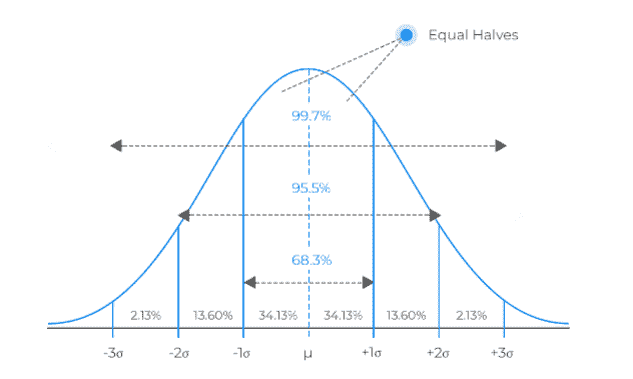 Equal Halves
99.7%
95.5%
68.3%
2.13% 13.60% 34.13% 34.13% 13.60% 2.13%
-3σ -2σ -1σ μ +1σ +2σ +3σ